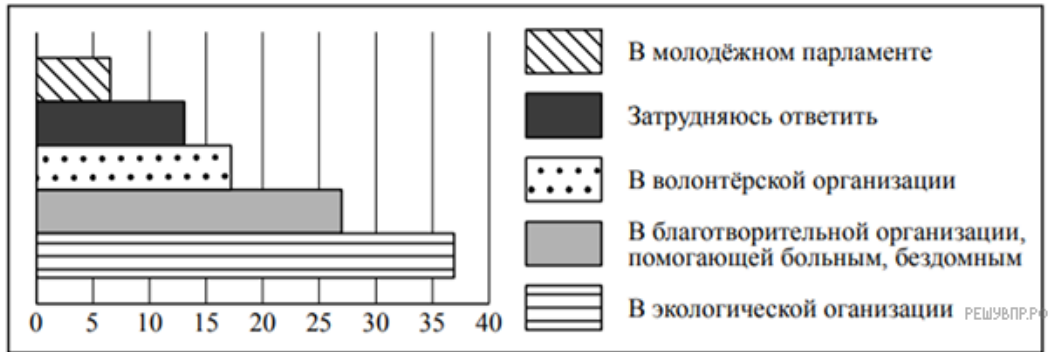 В молодёжном парламенте
Затрудняюсь ответить
В волонтёрской организации
В благотворительной организации,
помогающей больным, бездомным
В экологической оганизации
РЕШУВПР.РФ
0 5 10 15 20 25 30 35 40